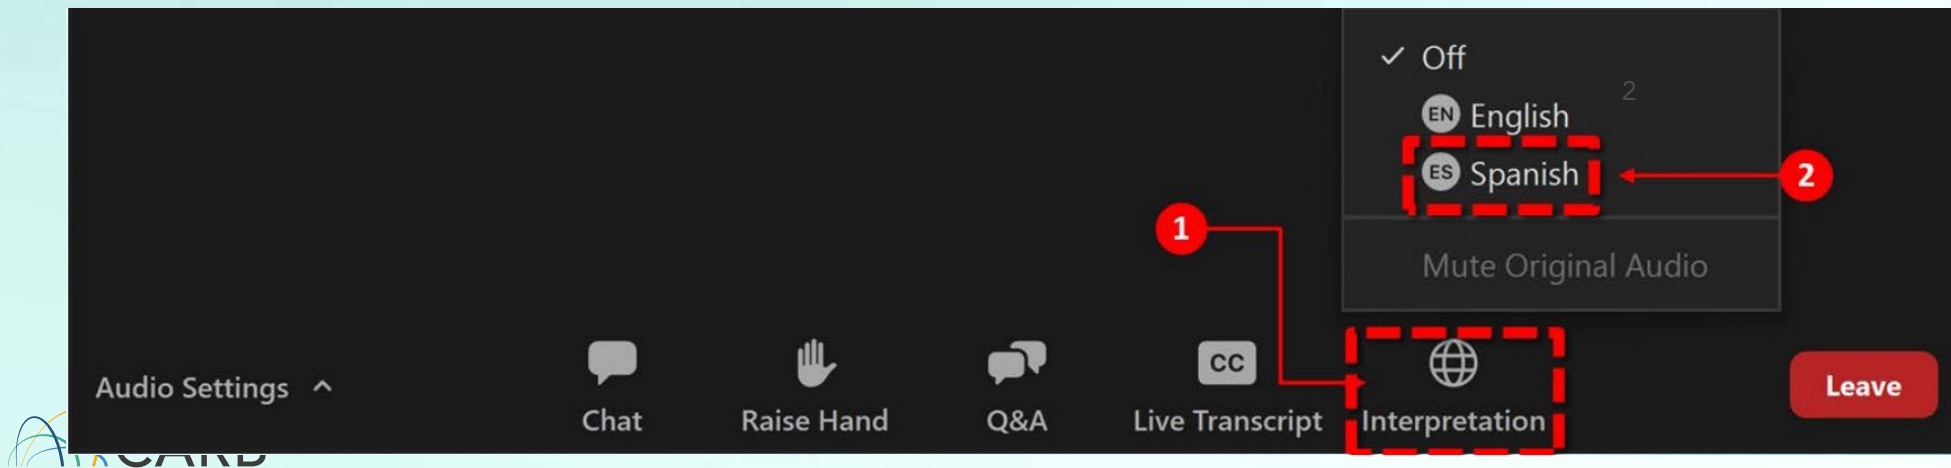 Off
2
EN English
ES Spanish
2
1
Mute Original Audio
Audio Settings
CC
Chat
Raise Hand
Q&A
Live Transcript
Interpretation
Leave
CARB